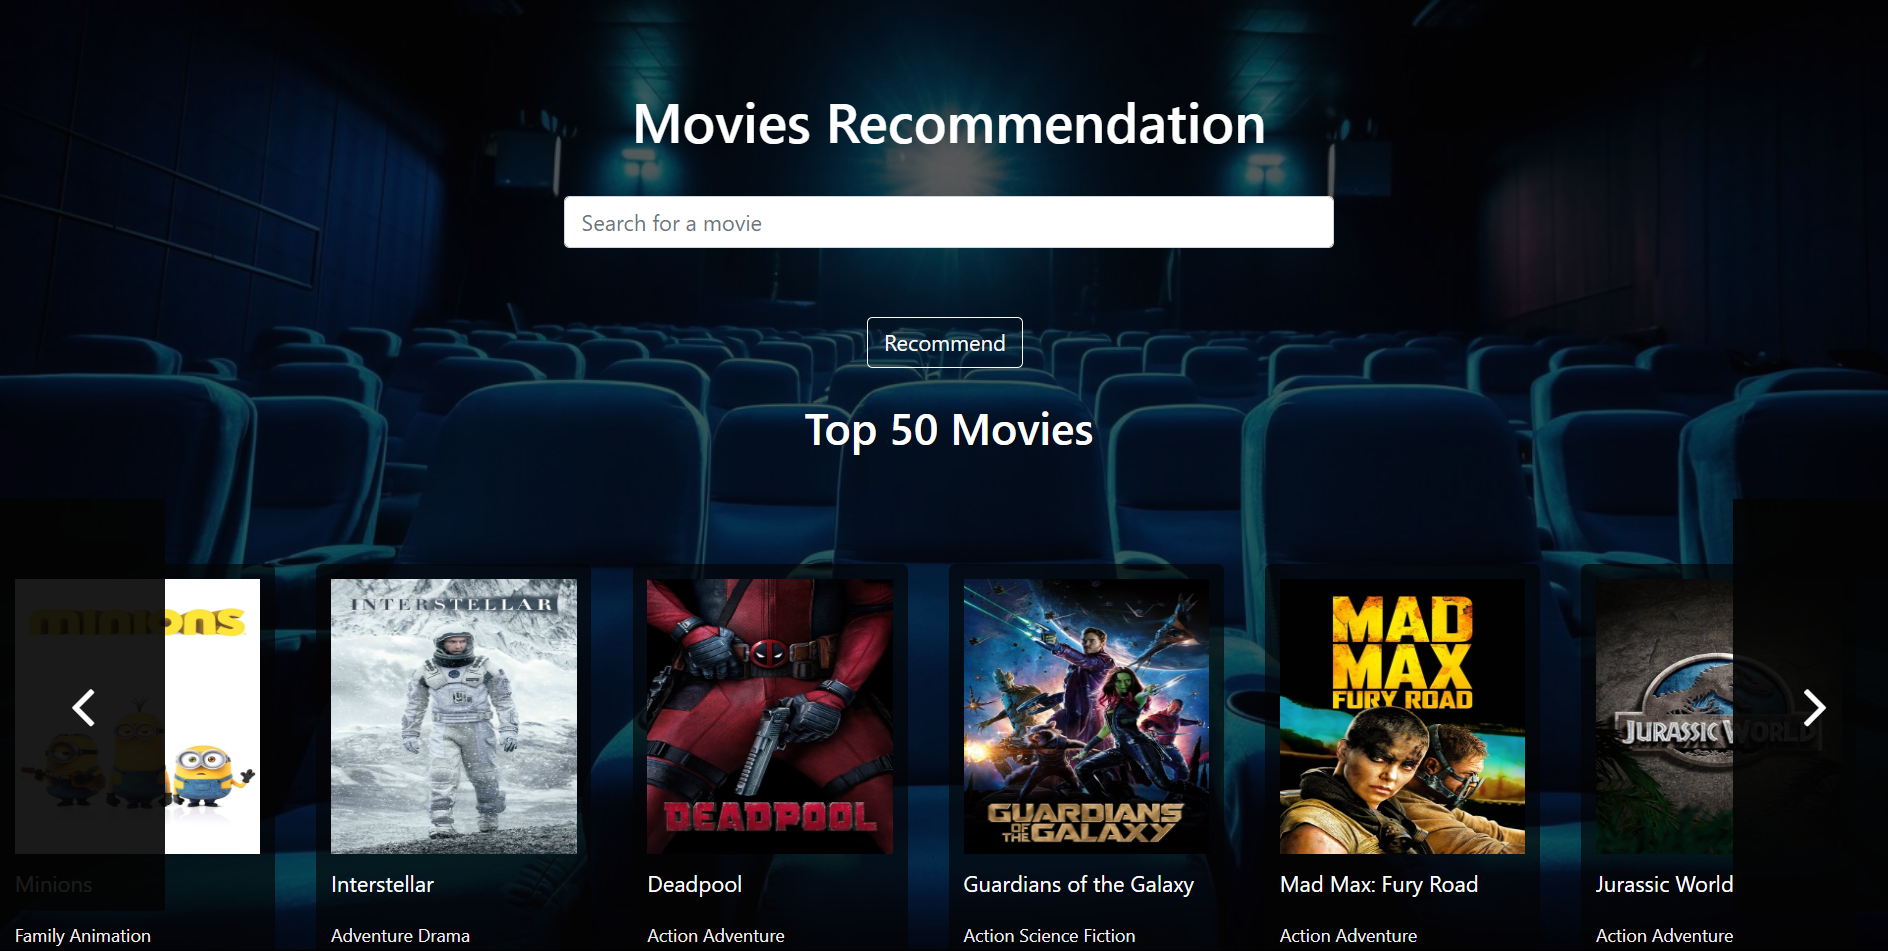 Movies Recommendation
Search for a movie
Recommend
Top 50 Movies
minions
INTERSTELLAR
DEADPOOL
GUARDIANS
OF THE GALAXY
MAD
MAX
FURY ROAD
JURASSIC WORLD
Minions
Interstellar
Deadpool
Guardians of the Galaxy
Mad Max: Fury Road
Jurassic World
Family Animation
Adventure Drama
Action Adventure
Action Science Fiction
Action Adventure
Action Adventure